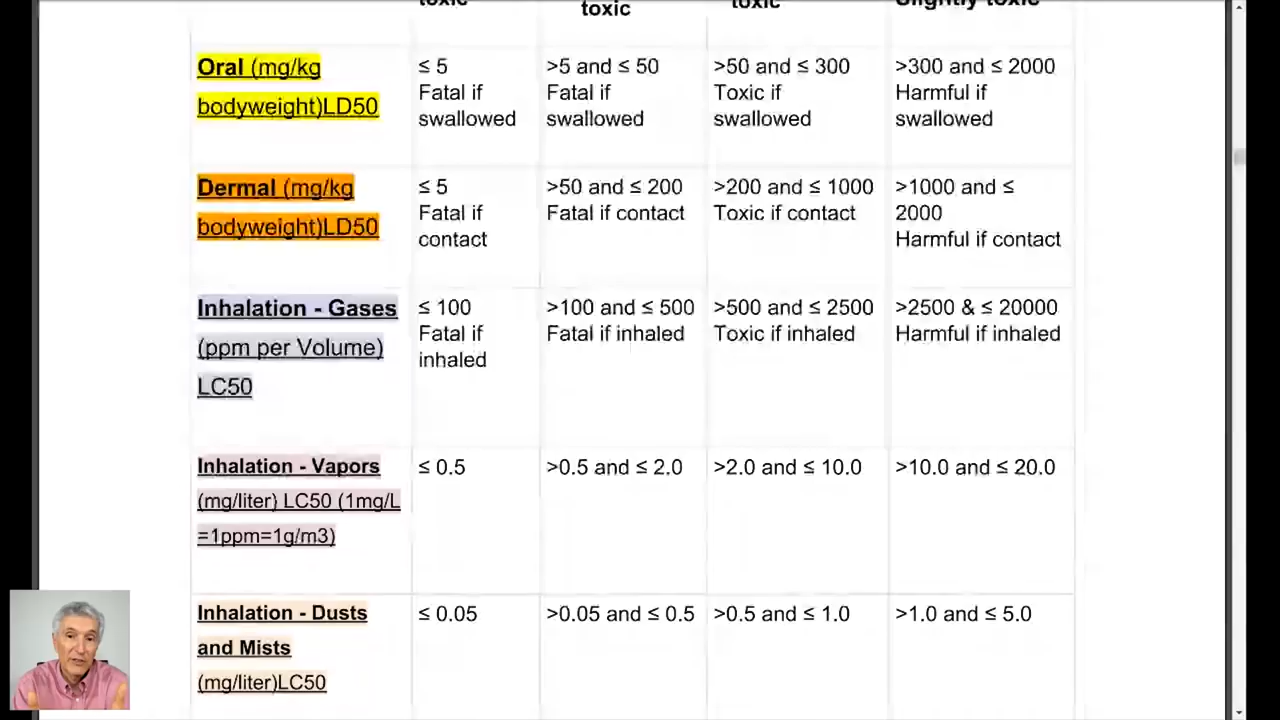 toxic
toxic
toxic
Slightly toxic
Oral (mg/kg
bodyweight)LD50
≤ 5
Fatal if
swallowed
>5 and ≤ 50
Fatal if
swallowed
>50 and ≤ 300
Toxic if
swallowed
>300 and ≤ 2000
Harmful if
swallowed
Dermal (mg/kg
bodyweight)LD50
≤ 5
Fatal if
contact
>50 and ≤ 200
Fatal if contact
>200 and ≤ 1000
Toxic if contact
>1000 and ≤
2000
Harmful if contact
Inhalation - Gases
(ppm per Volume)
LC50
≤ 100
Fatal if
inhaled
>100 and ≤ 500
Fatal if inhaled
>500 and ≤ 2500
Toxic if inhaled
>2500 & ≤ 20000
Harmful if inhaled
Inhalation - Vapors
(mg/liter) LC50 (1mg/L
=1ppm=1g/m3)
≤ 0.5
>0.5 and ≤ 2.0
>2.0 and ≤ 10.0
>10.0 and ≤ 20.0
Inhalation - Dusts
and Mists
(mg/liter)LC50
≤ 0.05
>0.05 and ≤ 0.5
>0.5 and ≤ 1.0
>1.0 and ≤ 5.0